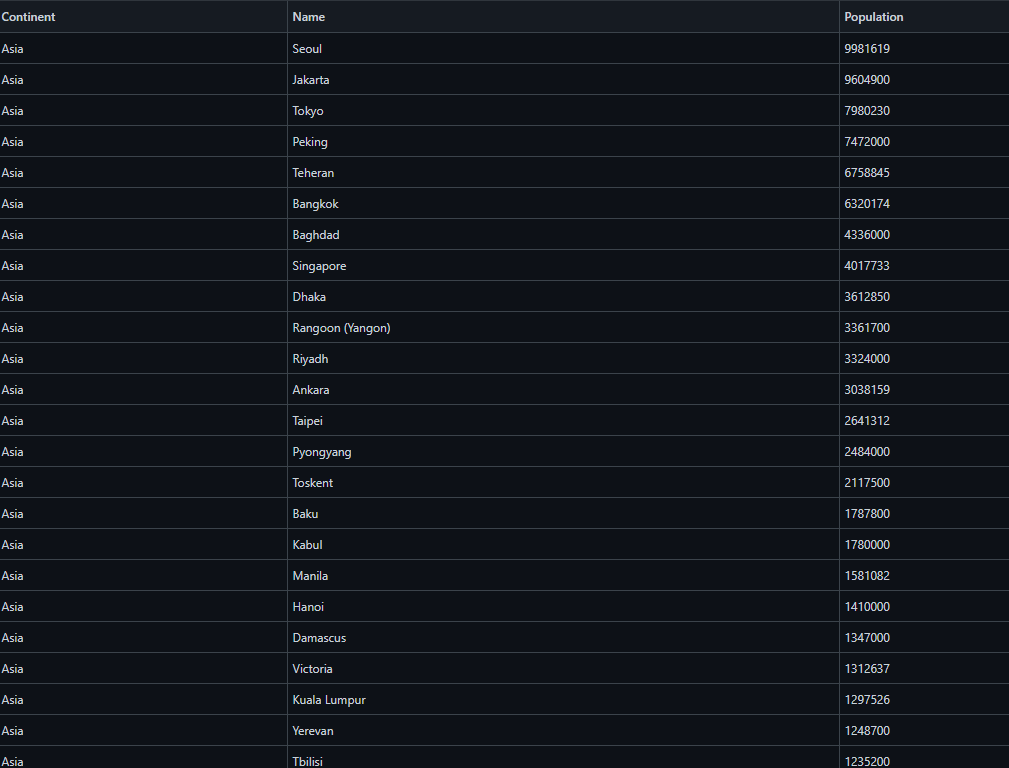 Continent Name Population
Asia Seoul 9981619
Asia Jakarta 9604900
Asia Tokyo 7980230
Asia Peking 7472000
Asia Teheran 6758845
Asia Bangkok 6320174
Asia Baghdad 4336000
Asia Singapore 4017733
Asia Dhaka 3612850
Asia Rangoon (Yangon) 3361700
Asia Riyadh 3324000
Asia Ankara 3038159
Asia Taipei 2641312
Asia Pyongyang 2484000
Asia Toskent 2117500
Asia Baku 1787800
Asia Kabul 1780000
Asia Manila 1581082
Asia Hanoi 1410000
Asia Damascus 1347000
Asia Victoria 1312637
Asia Kuala Lumpur 1297526
Asia Yerevan 1248700
Asia Tbilisi 1235200